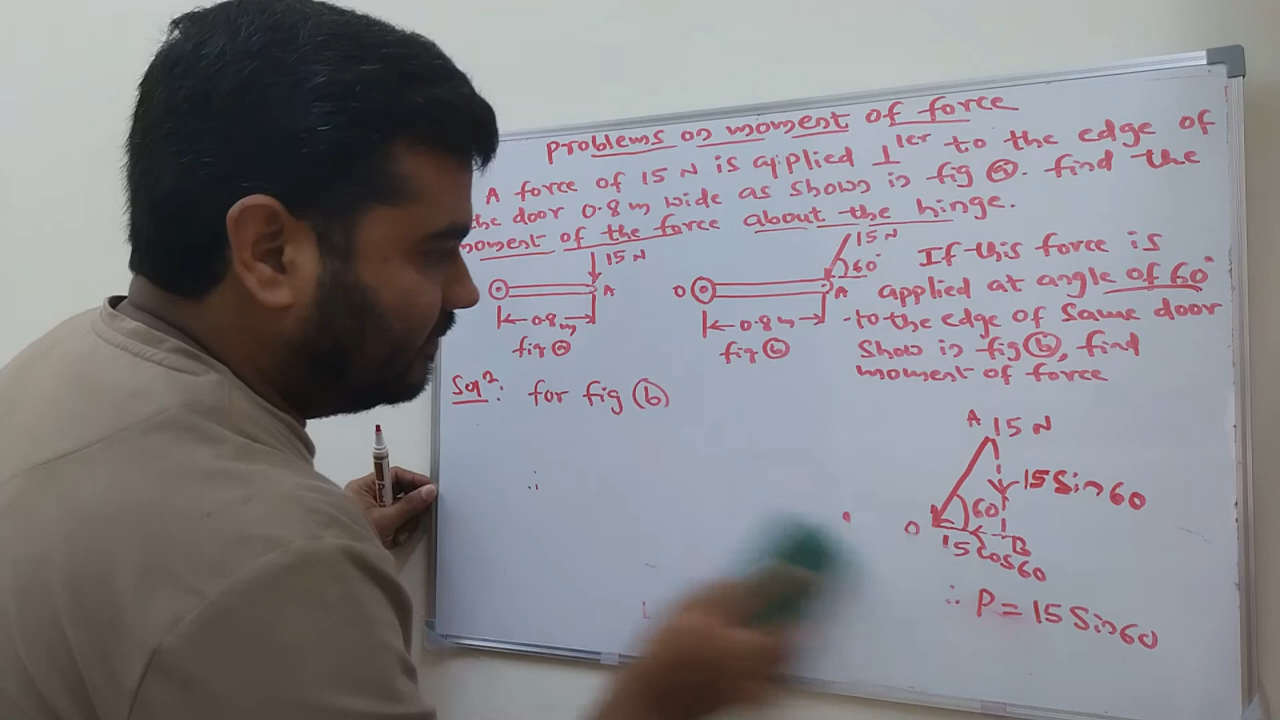 Problems on moment of force
A force of 15 N is applied ⊥ler to the edge of
the door 0.8 m wide as shown in fig ⓐ. find the
moment of the force about the hinge.
15 N
A
0.8 m
fig ⓐ
15 N
60°
O
A
0.8 m
fig ⓑ
If this force is
applied at angle of 60°
to the edge of same door
Show in fig ⓑ, find
moment of force
Soln: for fig ⓑ
∴
A 15 N
15 Sin 60
60
O
B
15 cos 60
∴ P = 15 Sin 60